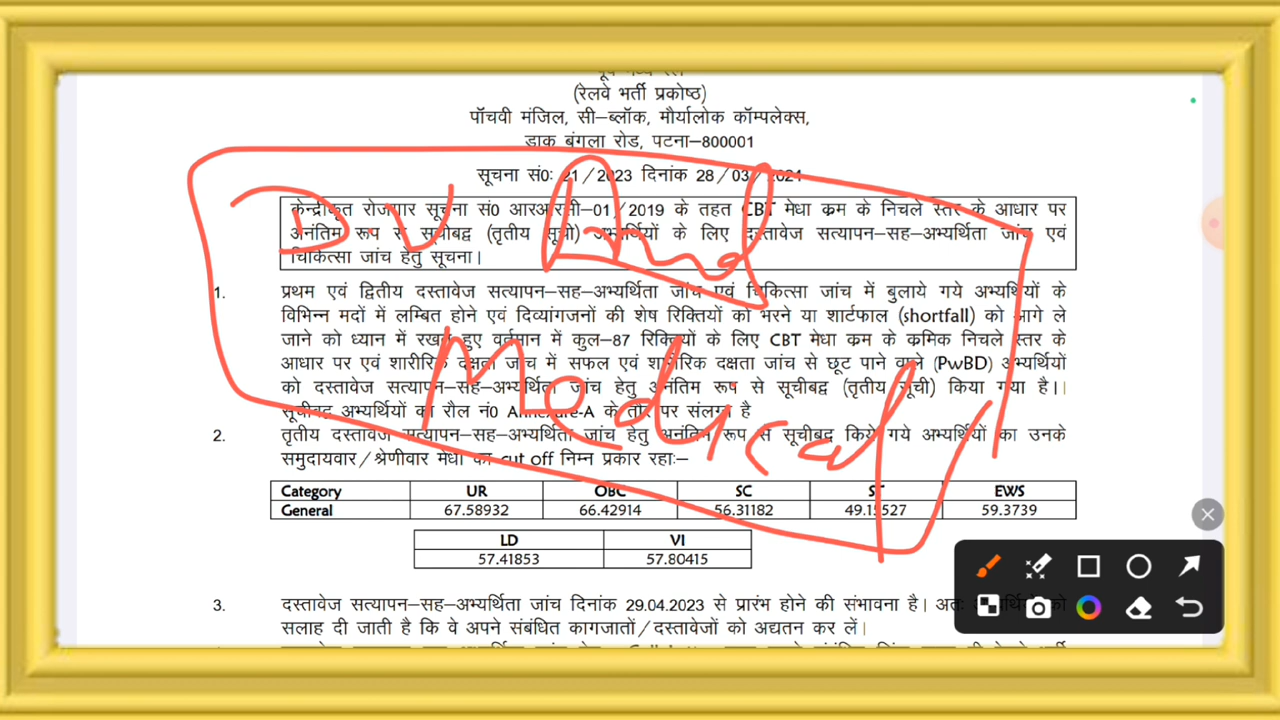 (रेलवे भर्ती प्रकोष्ठ)
पॉचवी मंजिल, सी–ब्लॉक, मौर्यालोक कॉम्पलेक्स,
डाक बंगला रोड, पटना–800001
सूचना सं0: 21/2023 दिनांक 28/03/2024
केन्द्रीकृत रोजगार सूचना सं0 आरआरसी–01/2019 के तहत CBT मेधा क्रम के निचले स्तर के आधार पर
अनंतिम रूप से सूचीबद्व (तृतीय सूची) अभ्यर्थियों के लिए दस्तावेज सत्यापन–सह–अभ्यर्थिता जांच एवं
चिकित्सा जांच हेतु सूचना।
D.V and
Medical
1. प्रथम एवं द्वितीय दस्तावेज सत्यापन–सह–अभ्यर्थिता जांच एवं चिकित्सा जांच में बुलाये गये अभ्यर्थियों के
विभिन्न मदों में लम्बित होने एवं दिव्यांगजनों की शेष रिक्तियों को भरने या शार्टफाल (shortfall) को आगे ले
जाने को ध्यान में रखते हुए वर्तमान में कुल–87 रिक्तियों के लिए CBT मेधा क्रम के क्रमिक निचले स्तर के
आधार पर एवं शारीरिक दक्षता जांच में सफल एवं शारीरिक दक्षता जांच से छूट पाने वाले (PwBD) अभ्यर्थियों
को दस्तावेज सत्यापन–सह–अभ्यर्थिता जांच हेतु अनंतिम रूप से सूचीबद्व (तृतीय सूची) किया गया है।।
सूचीबद्व अभ्यर्थियों का रौल नं0 Annexure-A के तौर पर संलग्न है
2. तृतीय दस्तावेज सत्यापन–सह–अभ्यर्थिता जांच हेतु अनंतिम रूप से सूचीबद्व किये गये अभ्यर्थियों का उनके
समुदायवार/श्रेणीवार मेधा का cut off निम्न प्रकार रहाः–
Category UR OBC SC ST EWS
General 67.58932 66.42914 56.31182 49.15527 59.3739
LD VI
57.41853 57.80415
3. दस्तावेज सत्यापन–सह–अभ्यर्थिता जांच दिनांक 29.04.2023 से प्रारंभ होने की संभावना है। अतः अभ्यर्थियों को
सलाह दी जाती है कि वे अपने संबंधित कागजातों/दस्तावेजों को अद्यतन कर लें।